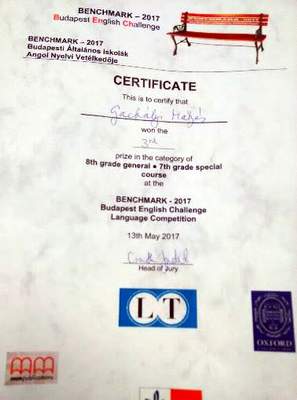 BENCHMARK – 2017
Budapest English Challenge
BENCHMARK – 2017
Budapesti Általános Iskolák
Angol Nyelvi Vetélkedője
CERTIFICATE
This is to certify that
won the
3rd
prize in the category of
8th grade general ● 7th grade special
course
at the
BENCHMARK - 2017
Budapest English Challenge
Language Competition
13th May 2017
Head of Jury
LT
OXFORD
mm publications